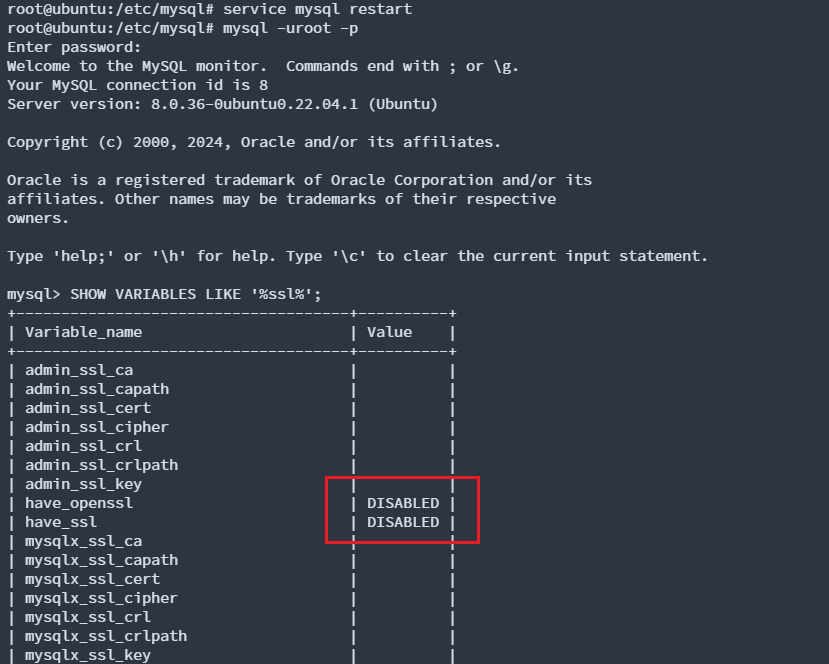 root@ubuntu:/etc/mysql# service mysql restart
root@ubuntu:/etc/mysql# mysql -uroot -p
Enter password:
Welcome to the MySQL monitor.  Commands end with ; or \g.
Your MySQL connection id is 8
Server version: 8.0.36-0ubuntu0.22.04.1 (Ubuntu)

Copyright (c) 2000, 2024, Oracle and/or its affiliates.

Oracle is a registered trademark of Oracle Corporation and/or its
affiliates. Other names may be trademarks of their respective
owners.

Type 'help;' or '\h' for help. Type '\c' to clear the current input statement.

mysql> SHOW VARIABLES LIKE '%ssl%';
+-------------------------------------+----------+
| Variable_name                       | Value    |
+-------------------------------------+----------+
| admin_ssl_ca                        |          |
| admin_ssl_capath                    |          |
| admin_ssl_cert                      |          |
| admin_ssl_cipher                    |          |
| admin_ssl_crl                       |          |
| admin_ssl_crlpath                   |          |
| admin_ssl_key                       |          |
| have_openssl                        | DISABLED |
| have_ssl                            | DISABLED |
| mysqlx_ssl_ca                       |          |
| mysqlx_ssl_capath                   |          |
| mysqlx_ssl_cert                     |          |
| mysqlx_ssl_cipher                   |          |
| mysqlx_ssl_crl                      |          |
| mysqlx_ssl_crlpath                  |          |
| mysqlx_ssl_key                      |          |